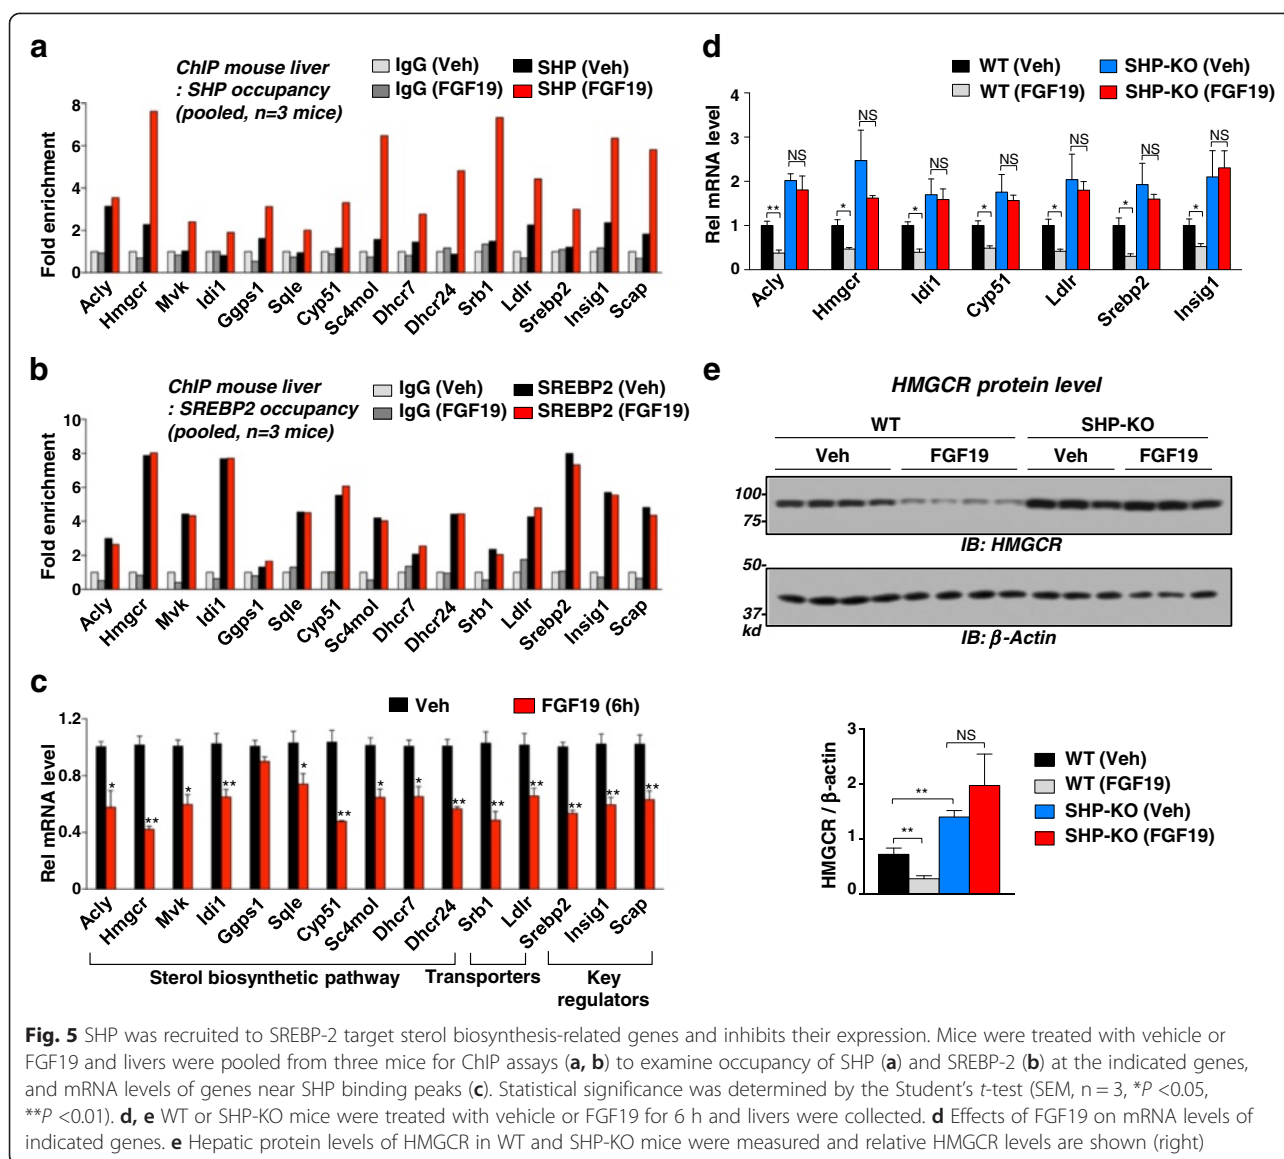 a
ChIP mouse liver
: SHP occupancy
(pooled, n=3 mice)
IgG (Veh)
SHP (Veh)
IgG (FGF19)
SHP (FGF19)
Fold enrichment
8
6
4
2
0
Acly
Hmgcr
Mvk
Idi1
Ggps1
Sqle
Cyp51
Sc4mol
Dhcr7
Dhcr24
Srb1
Ldlr
Srebp2
Insig1
Scap
b
ChIP mouse liver
: SREBP2 occupancy
(pooled, n=3 mice)
IgG (Veh)
SREBP2 (Veh)
IgG (FGF19)
SREBP2 (FGF19)
Fold enrichment
10
8
6
4
2
0
Acly
Hmgcr
Mvk
Idi1
Ggps1
Sqle
Cyp51
Sc4mol
Dhcr7
Dhcr24
Srb1
Ldlr
Srebp2
Insig1
Scap
c
Veh
FGF19 (6h)
Rel mRNA level
1.2
0.8
0.4
0
*
**
*
**
*
**
*
*
**
**
**
**
**
**
Acly
Hmgcr
Mvk
Idi1
Ggps1
Sqle
Cyp51
Sc4mol
Dhcr7
Dhcr24
Srb1
Ldlr
Srebp2
Insig1
Scap
Sterol biosynthetic pathway
Transporters
Key
regulators
d
WT (Veh)
SHP-KO (Veh)
WT (FGF19)
SHP-KO (FGF19)
Rel mRNA level
4
3
2
1
0
** NS
* NS
* NS
* NS
* NS
* NS
* NS
Acly
Hmgcr
Idi1
Cyp51
Ldlr
Srebp2
Insig1
e
HMGCR protein level
WT
SHP-KO
Veh
FGF19
Veh
FGF19
100
75
IB: HMGCR
50
37
kd
IB: β-Actin
HMGCR / β-actin
3
2
1
0
**
**
NS
WT (Veh)
WT (FGF19)
SHP-KO (Veh)
SHP-KO (FGF19)
Fig. 5 SHP was recruited to SREBP-2 target sterol biosynthesis-related genes and inhibits their expression. Mice were treated with vehicle or
FGF19 and livers were pooled from three mice for ChIP assays (a, b) to examine occupancy of SHP (a) and SREBP-2 (b) at the indicated genes,
and mRNA levels of genes near SHP binding peaks (c). Statistical significance was determined by the Student's t-test (SEM, n = 3, *P <0.05,
**P <0.01). d, e WT or SHP-KO mice were treated with vehicle or FGF19 for 6 h and livers were collected. d Effects of FGF19 on mRNA levels of
indicated genes. e Hepatic protein levels of HMGCR in WT and SHP-KO mice were measured and relative HMGCR levels are shown (right)